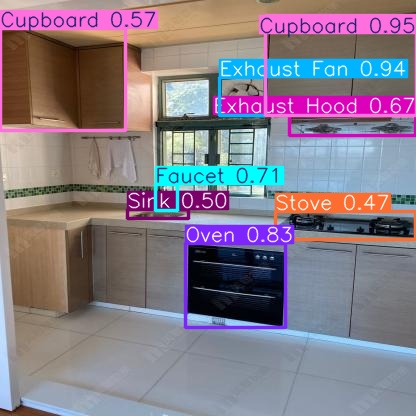 Cupboard 0.57
Cupboard 0.95
Exhaust Fan 0.94
Exhaust Hood 0.67
Faucet 0.71
Sink 0.50
Stove 0.47
Oven 0.83